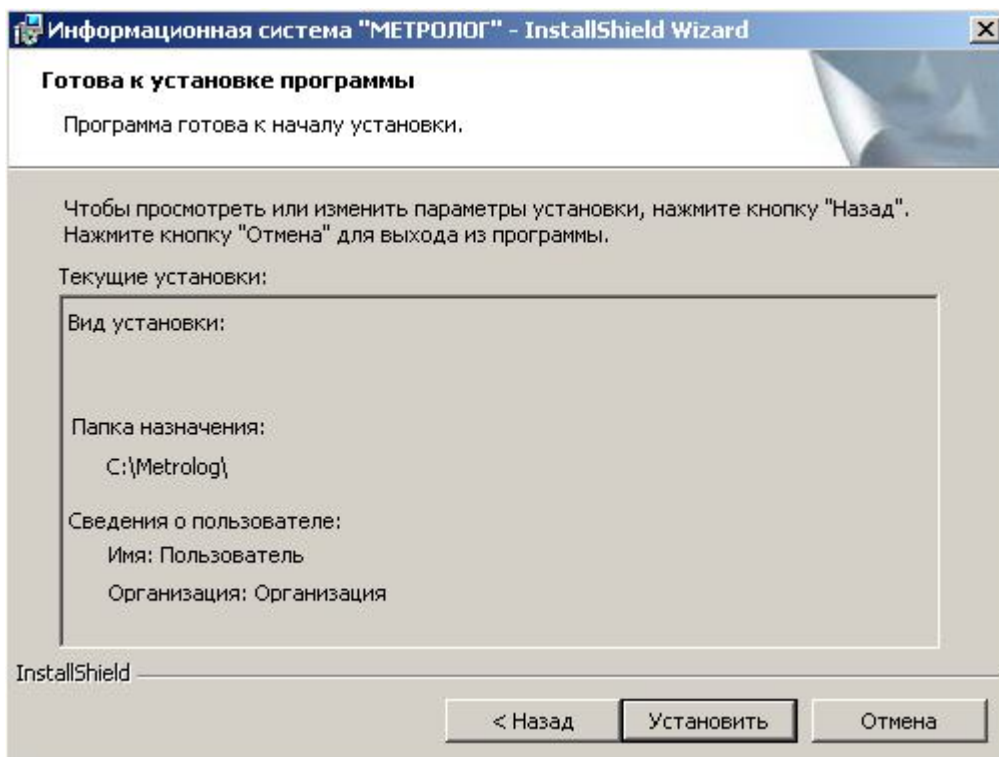 Информационная система "МЕТРОЛОГ" - InstallShield Wizard
Готова к установке программы
Программа готова к началу установки.
Чтобы просмотреть или изменить параметры установки, нажмите кнопку "Назад".
Нажмите кнопку "Отмена" для выхода из программы.
Текущие установки:
Вид установки:
Папка назначения:
C:\Metrolog\
Сведения о пользователе:
Имя: Пользователь
Организация: Организация
InstallShield
< Назад
Установить
Отмена